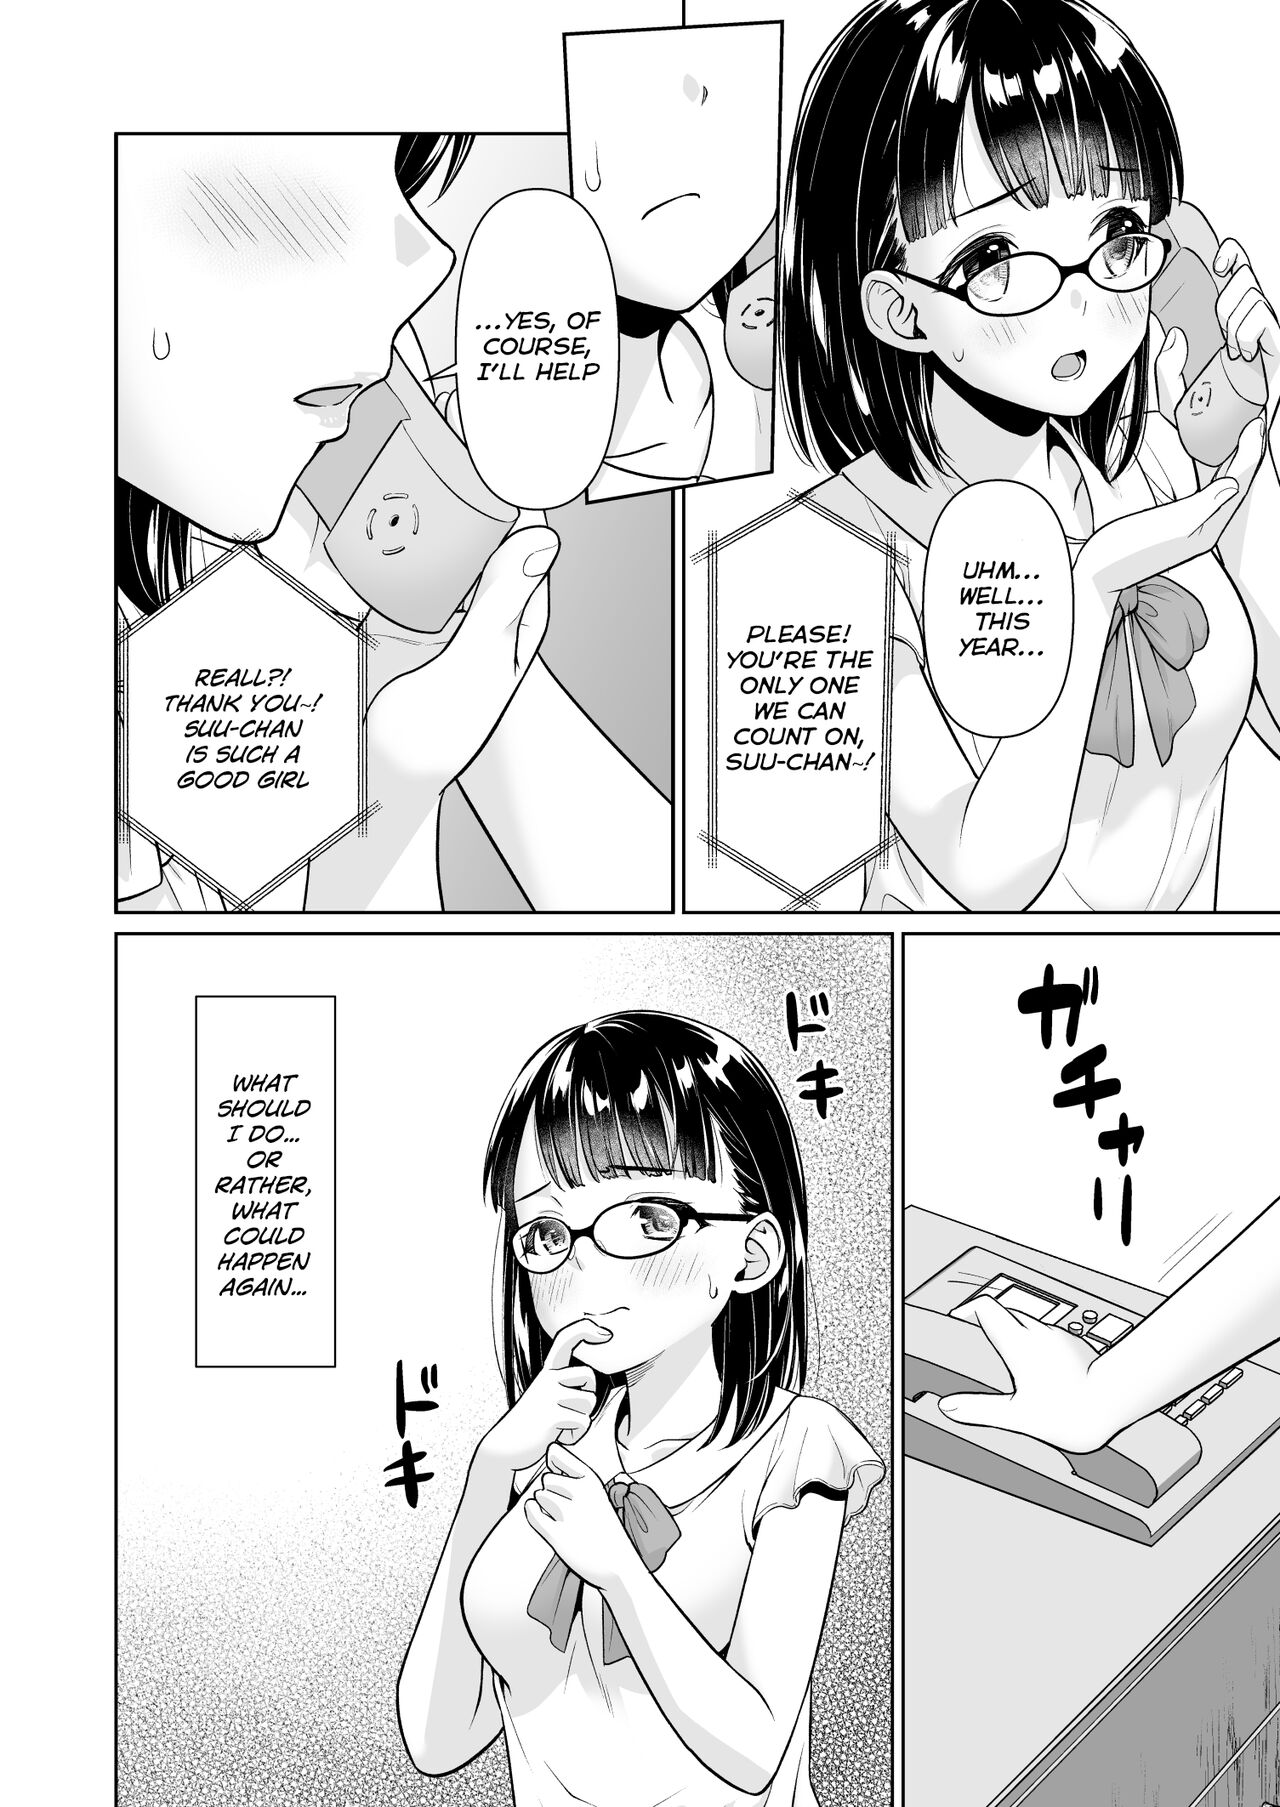 UHM...
WELL...
THIS
YEAR...
PLEASE!
YOU'RE THE
ONLY ONE
WE CAN
COUNT ON,
SUU-CHAN~!
...YES, OF
COURSE,
I'LL HELP
REALL?!
THANK YOU~!
SUU-CHAN
IS SUCH A
GOOD GIRL
ガチャリ
ドキ
ドキ
WHAT
SHOULD
I DO...
OR
RATHER,
WHAT
COULD
HAPPEN
AGAIN...